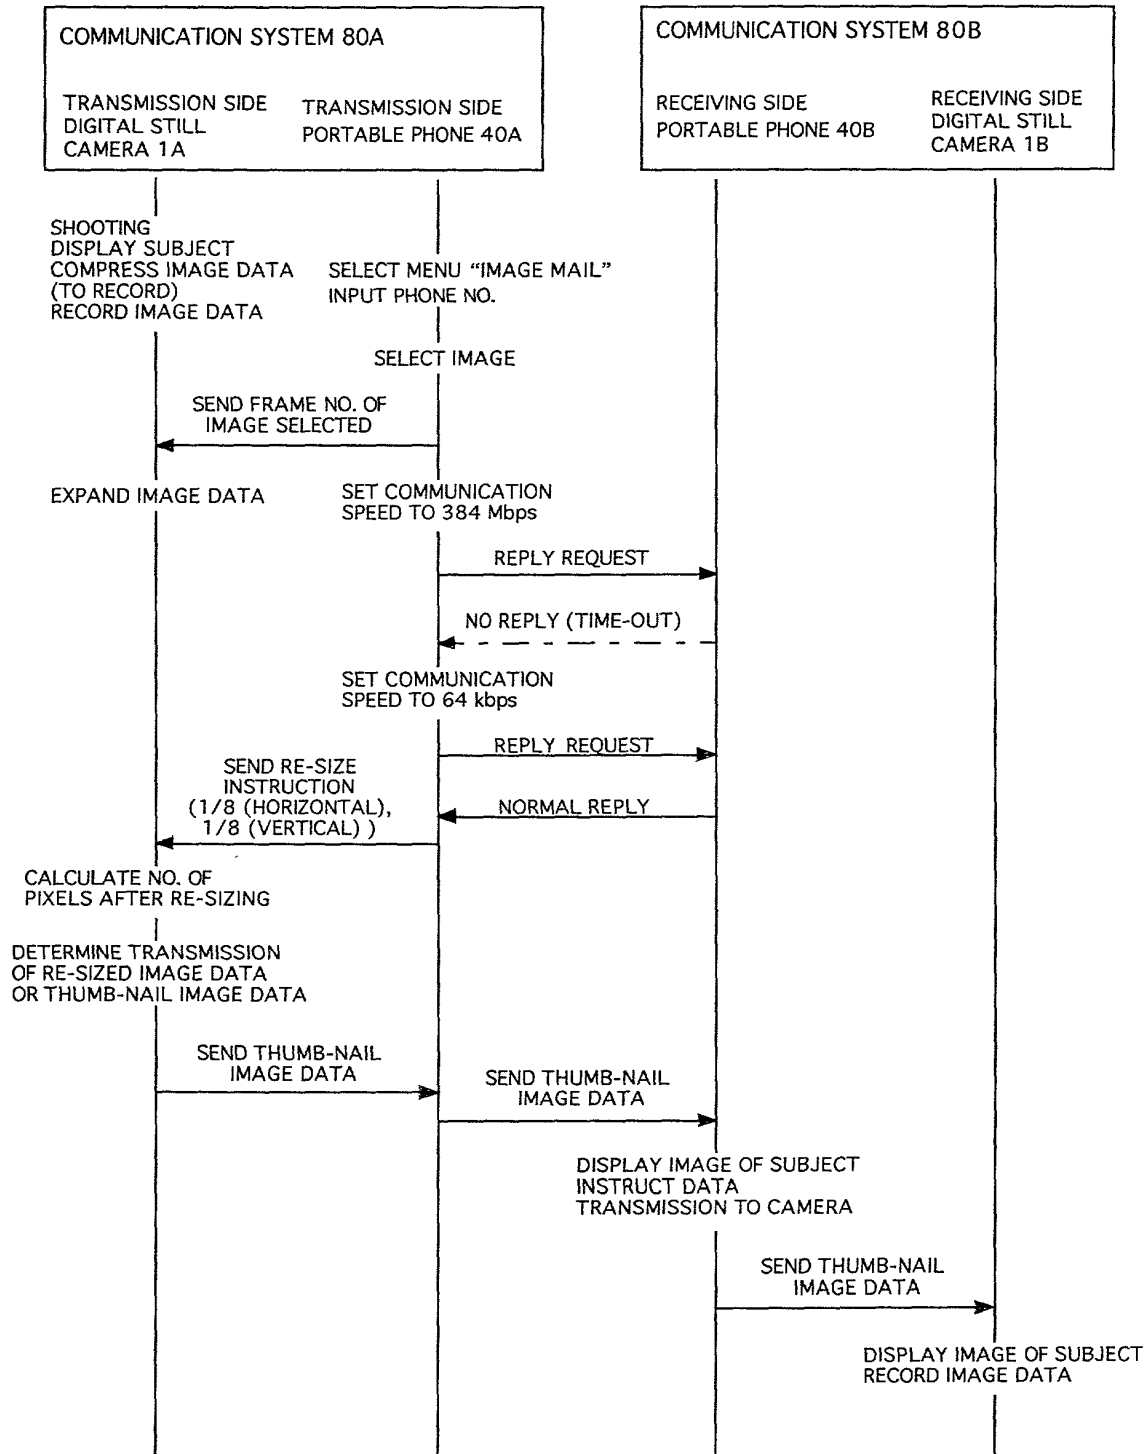 COMMUNICATION SYSTEM 80A
TRANSMISSION SIDE
DIGITAL STILL
CAMERA 1A
TRANSMISSION SIDE
PORTABLE PHONE 40A
COMMUNICATION SYSTEM 80B
RECEIVING SIDE
PORTABLE PHONE 40B
RECEIVING SIDE
DIGITAL STILL
CAMERA 1B
SHOOTING
DISPLAY SUBJECT
COMPRESS IMAGE DATA
(TO RECORD)
RECORD IMAGE DATA
SELECT MENU “IMAGE MAIL”
INPUT PHONE NO.
SELECT IMAGE
SEND FRAME NO. OF
IMAGE SELECTED
EXPAND IMAGE DATA
SET COMMUNICATION
SPEED TO 384 Mbps
REPLY REQUEST
NO REPLY (TIME-OUT)
SET COMMUNICATION
SPEED TO 64 kbps
REPLY REQUEST
NORMAL REPLY
SEND RE-SIZE
INSTRUCTION
(1/8 (HORIZONTAL),
1/8 (VERTICAL) )
CALCULATE NO. OF
PIXELS AFTER RE-SIZING
DETERMINE TRANSMISSION
OF RE-SIZED IMAGE DATA
OR THUMB-NAIL IMAGE DATA
SEND THUMB-NAIL
IMAGE DATA
SEND THUMB-NAIL
IMAGE DATA
DISPLAY IMAGE OF SUBJECT
INSTRUCT DATA
TRANSMISSION TO CAMERA
SEND THUMB-NAIL
IMAGE DATA
DISPLAY IMAGE OF SUBJECT
RECORD IMAGE DATA